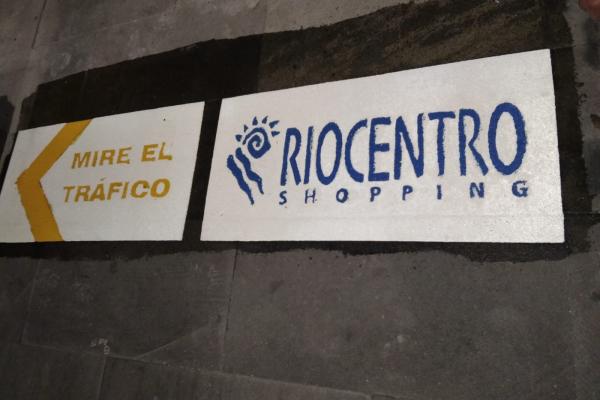 MIRE EL
TRÁFICO
RIOCENTRO
SHOPPING